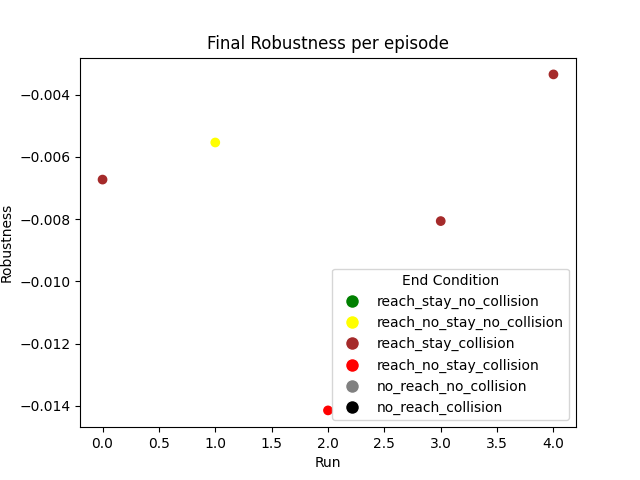 Final Robustness per episode
Robustness
−0.004
−0.006
−0.008
−0.010
−0.012
−0.014
End Condition
reach_stay_no_collision
reach_no_stay_no_collision
reach_stay_collision
reach_no_stay_collision
no_reach_no_collision
no_reach_collision
0.0 0.5 1.0 1.5 2.0 2.5 3.0 3.5 4.0
Run